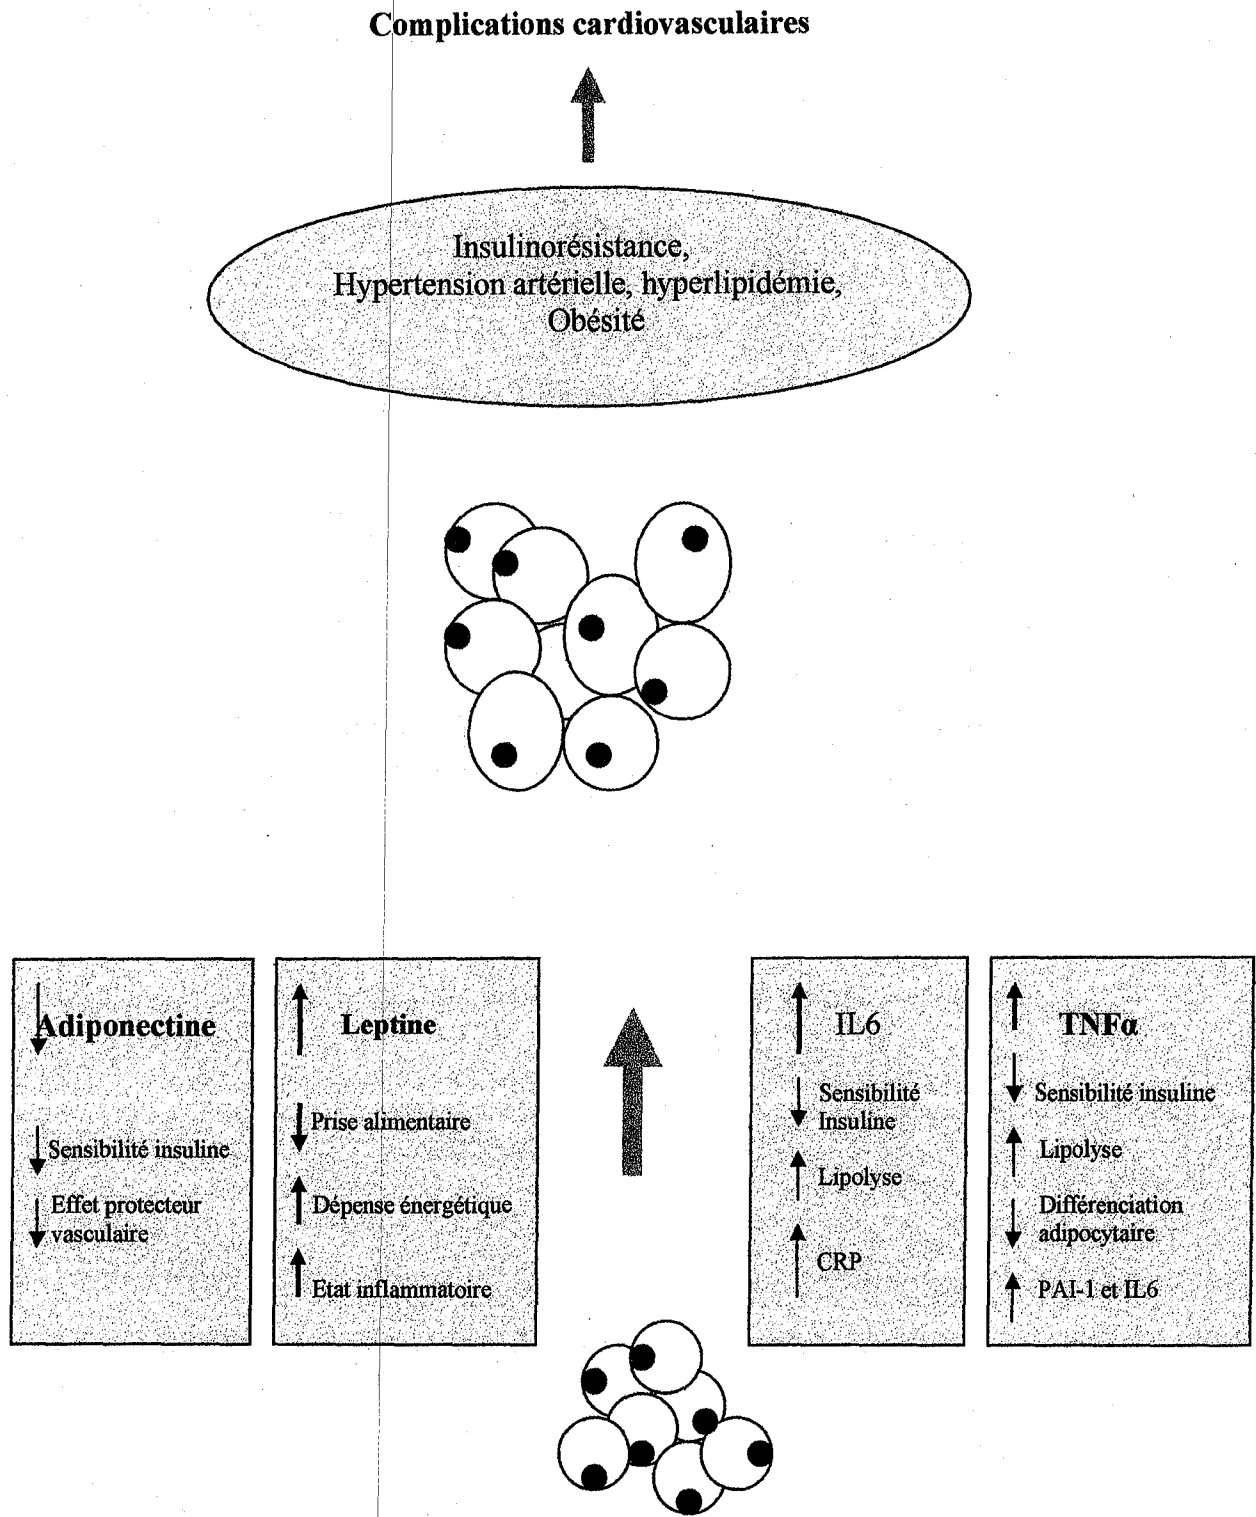 Complications cardiovasculaires
Insulinorésistance,
Hypertension artérielle, hyperlipidémie,
Obésité
Adiponectine
Sensibilité insuline
Effet protecteur
vasculaire
Leptine
Prise alimentaire
Dépense énergétique
Etat inflammatoire
IL6
Sensibilité
Insuline
Lipolyse
CRP
TNFα
Sensibilité insuline
Lipolyse
Différenciation
adipocytaire
PAI-1 et IL6